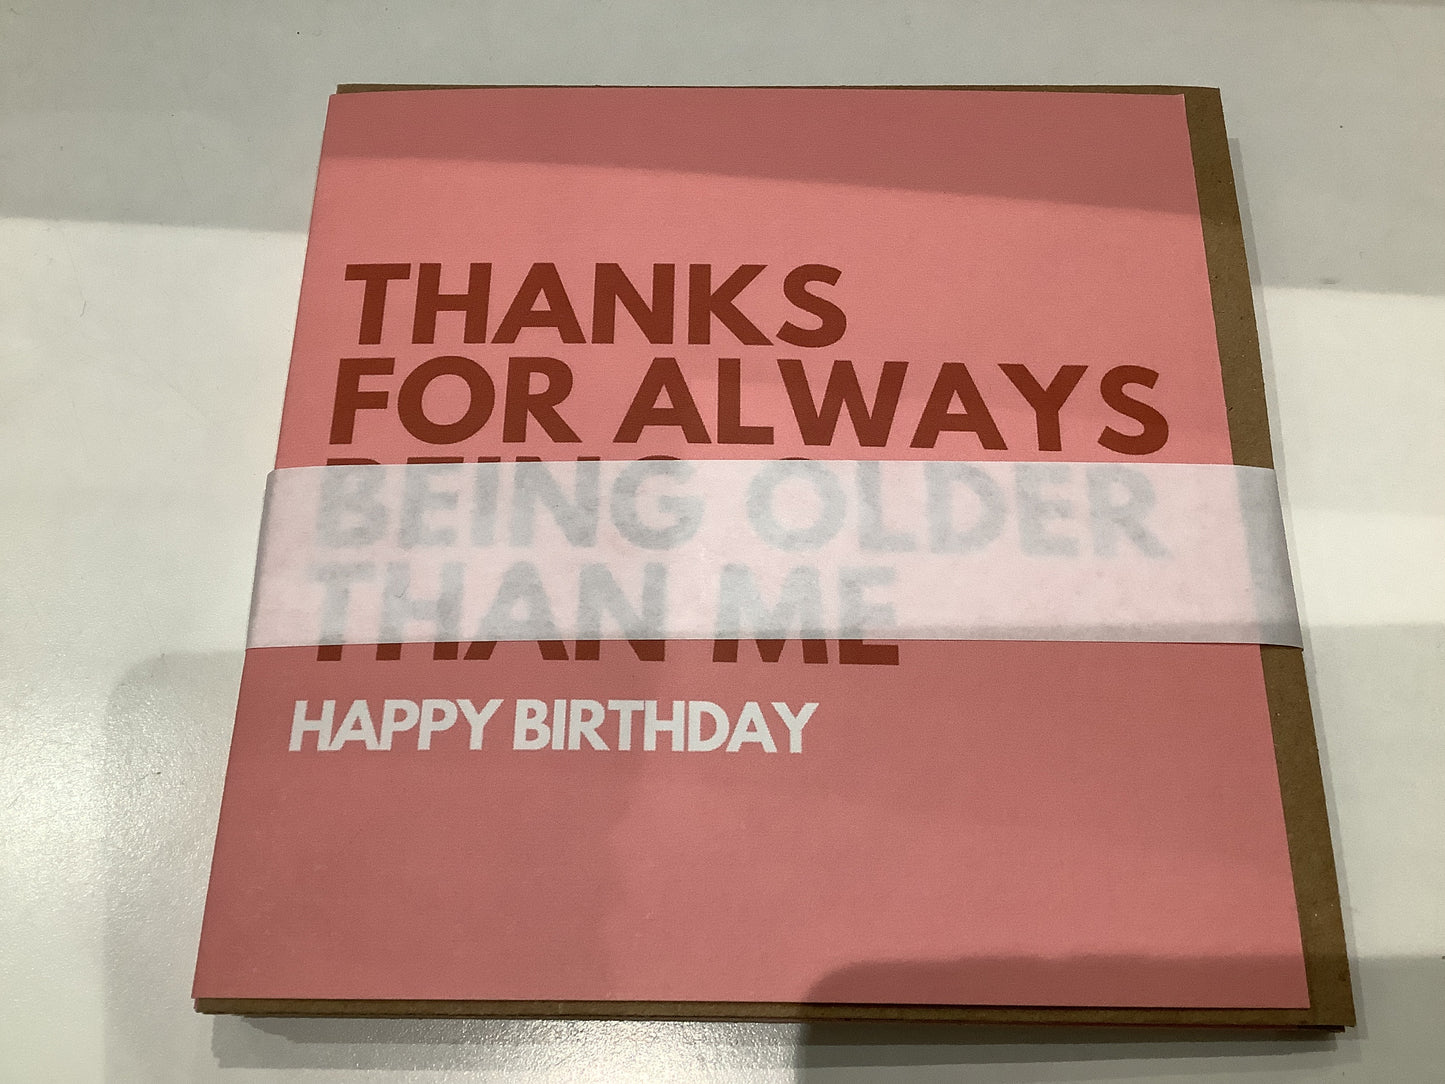 THANKS
FOR ALWAYS
BEING OLDER
THAN ME
HAPPY BIRTHDAY